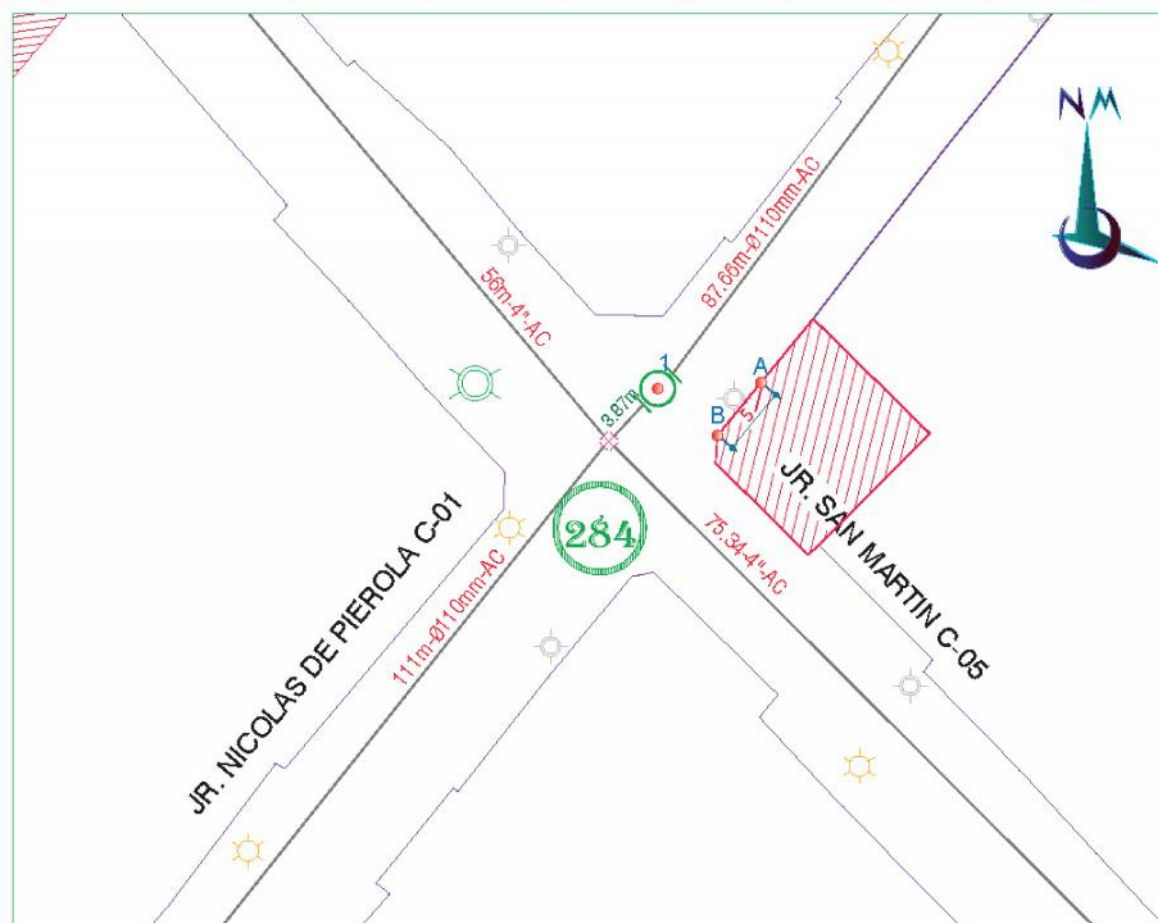 NM
87.66m-Ø110mm-AC
56m-4"-AC
1
A
3.87m
5
B
JR. SAN MARTIN C-05
284
75.34-4"-AC
JR. NICOLAS DE PIEROLA C-01
111m-Ø110mm-AC